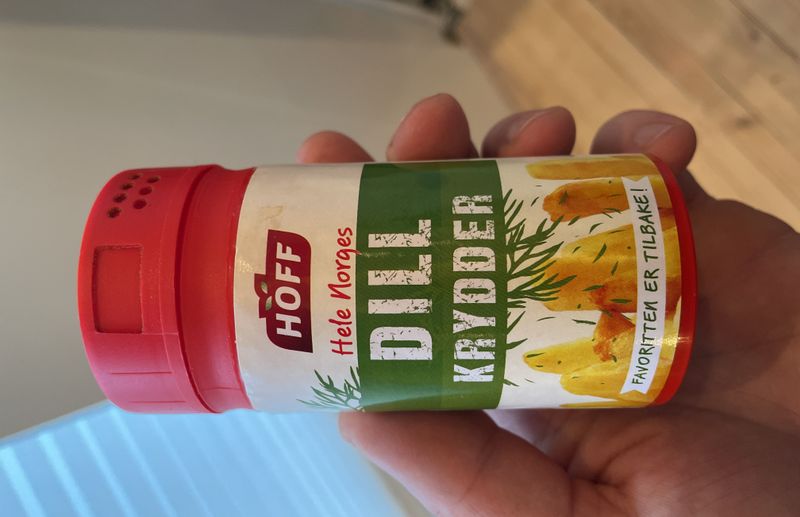 HOFF
Hele Norges
DILL
KRYDDER
FAVORITTEN ER TILBAKE!